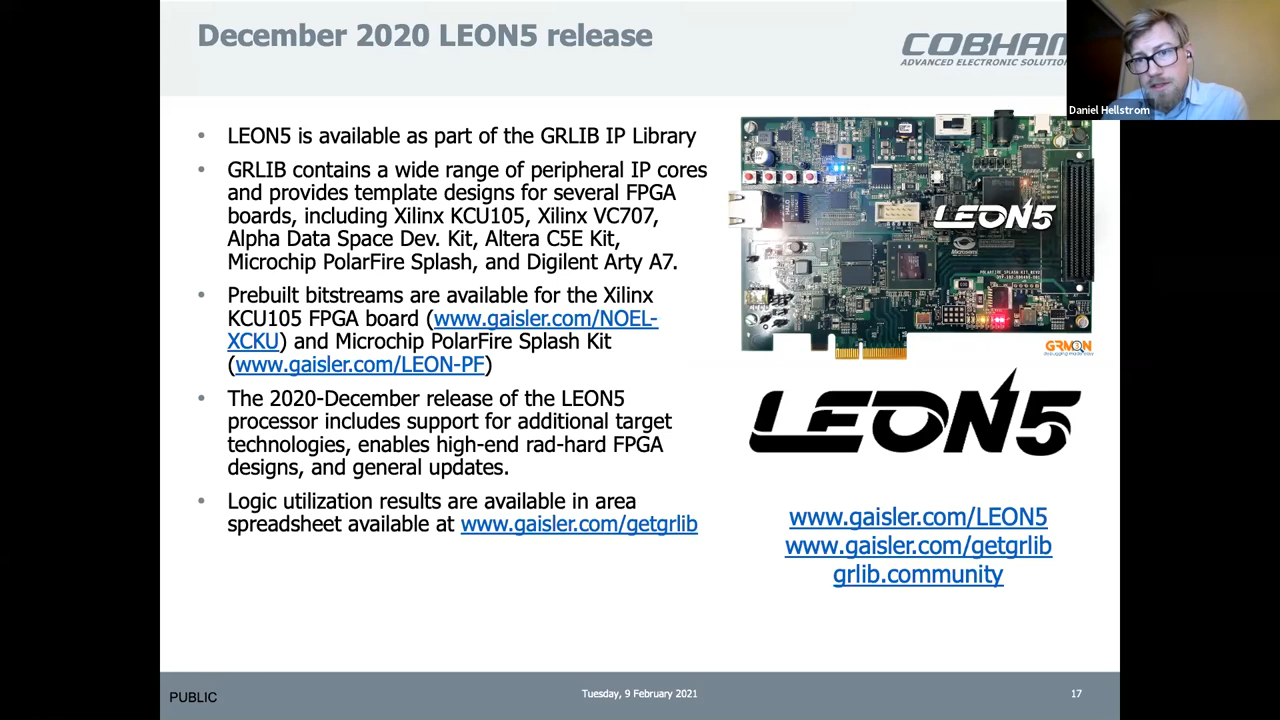 December 2020 LEON5 release
COBHAM
ADVANCED ELECTRONIC SOLUTION
Daniel Hellstrom
• LEON5 is available as part of the GRLIB IP Library
• GRLIB contains a wide range of peripheral IP cores
and provides template designs for several FPGA
boards, including Xilinx KCU105, Xilinx VC707,
Alpha Data Space Dev. Kit, Altera C5E Kit,
Microchip PolarFire Splash, and Digilent Arty A7.
• Prebuilt bitstreams are available for the Xilinx
KCU105 FPGA board (www.gaisler.com/NOEL-
XCKU) and Microchip PolarFire Splash Kit
(www.gaisler.com/LEON-PF)
• The 2020-December release of the LEON5
processor includes support for additional target
technologies, enables high-end rad-hard FPGA
designs, and general updates.
• Logic utilization results are available in area
spreadsheet available at www.gaisler.com/getgrlib
LEON5
Microsemi
POLARFIRE SPLASH KIT
GRMON
LEON5
www.gaisler.com/LEON5
www.gaisler.com/getgrlib
grlib.community
PUBLIC
Tuesday, 9 February 2021
17